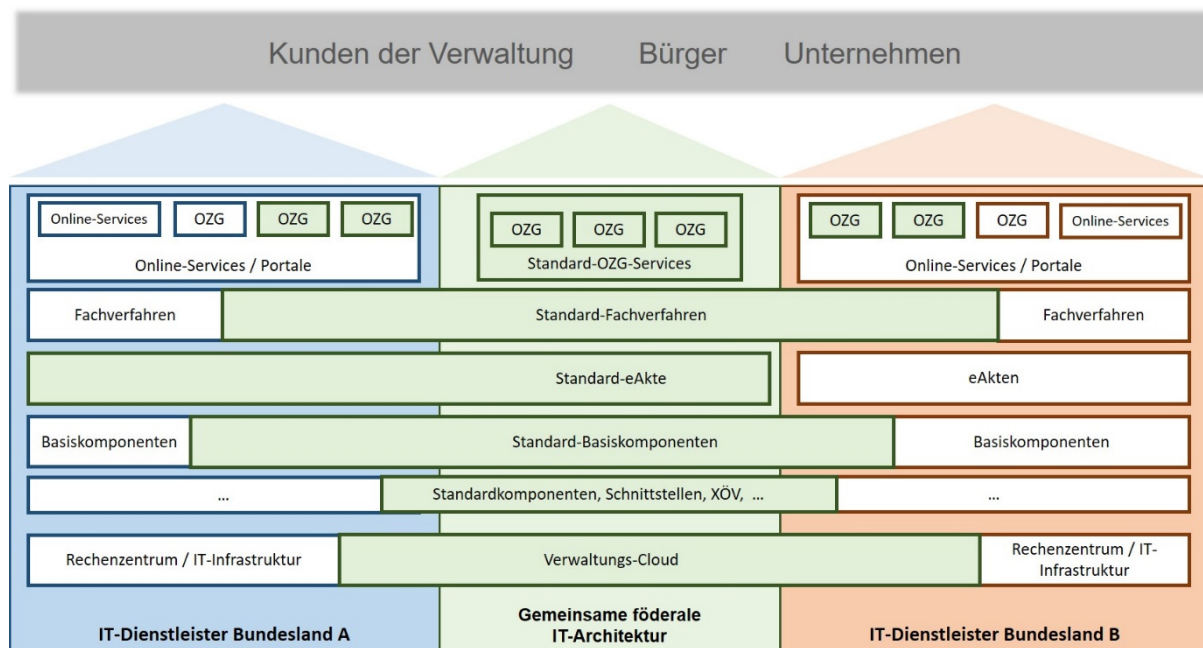 Kunden der Verwaltung Bürger Unternehmen
Online-Services OZG OZG OZG
Online-Services / Portale
OZG OZG OZG
Standard-OZG-Services
OZG OZG OZG Online-Services
Online-Services / Portale
Fachverfahren Standard-Fachverfahren Fachverfahren
Standard-eAkte eAkten
Basiskomponenten Standard-Basiskomponenten Basiskomponenten
... Standardkomponenten, Schnittstellen, XÖV, ... ...
Rechenzentrum / IT-Infrastruktur Verwaltungs-Cloud Rechenzentrum / IT-
Infrastruktur
IT-Dienstleister Bundesland A
Gemeinsame föderale
IT-Architektur
IT-Dienstleister Bundesland B